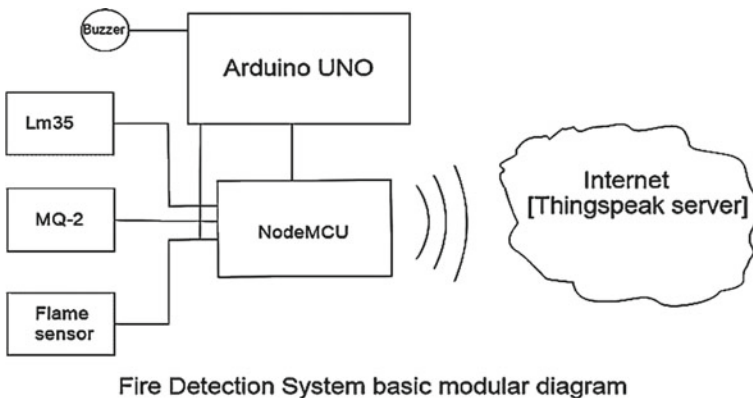 Buzzer
Arduino UNO
Lm35
MQ-2
NodeMCU
Flame
sensor
Internet
[Thingspeak server]
Fire Detection System basic modular diagram